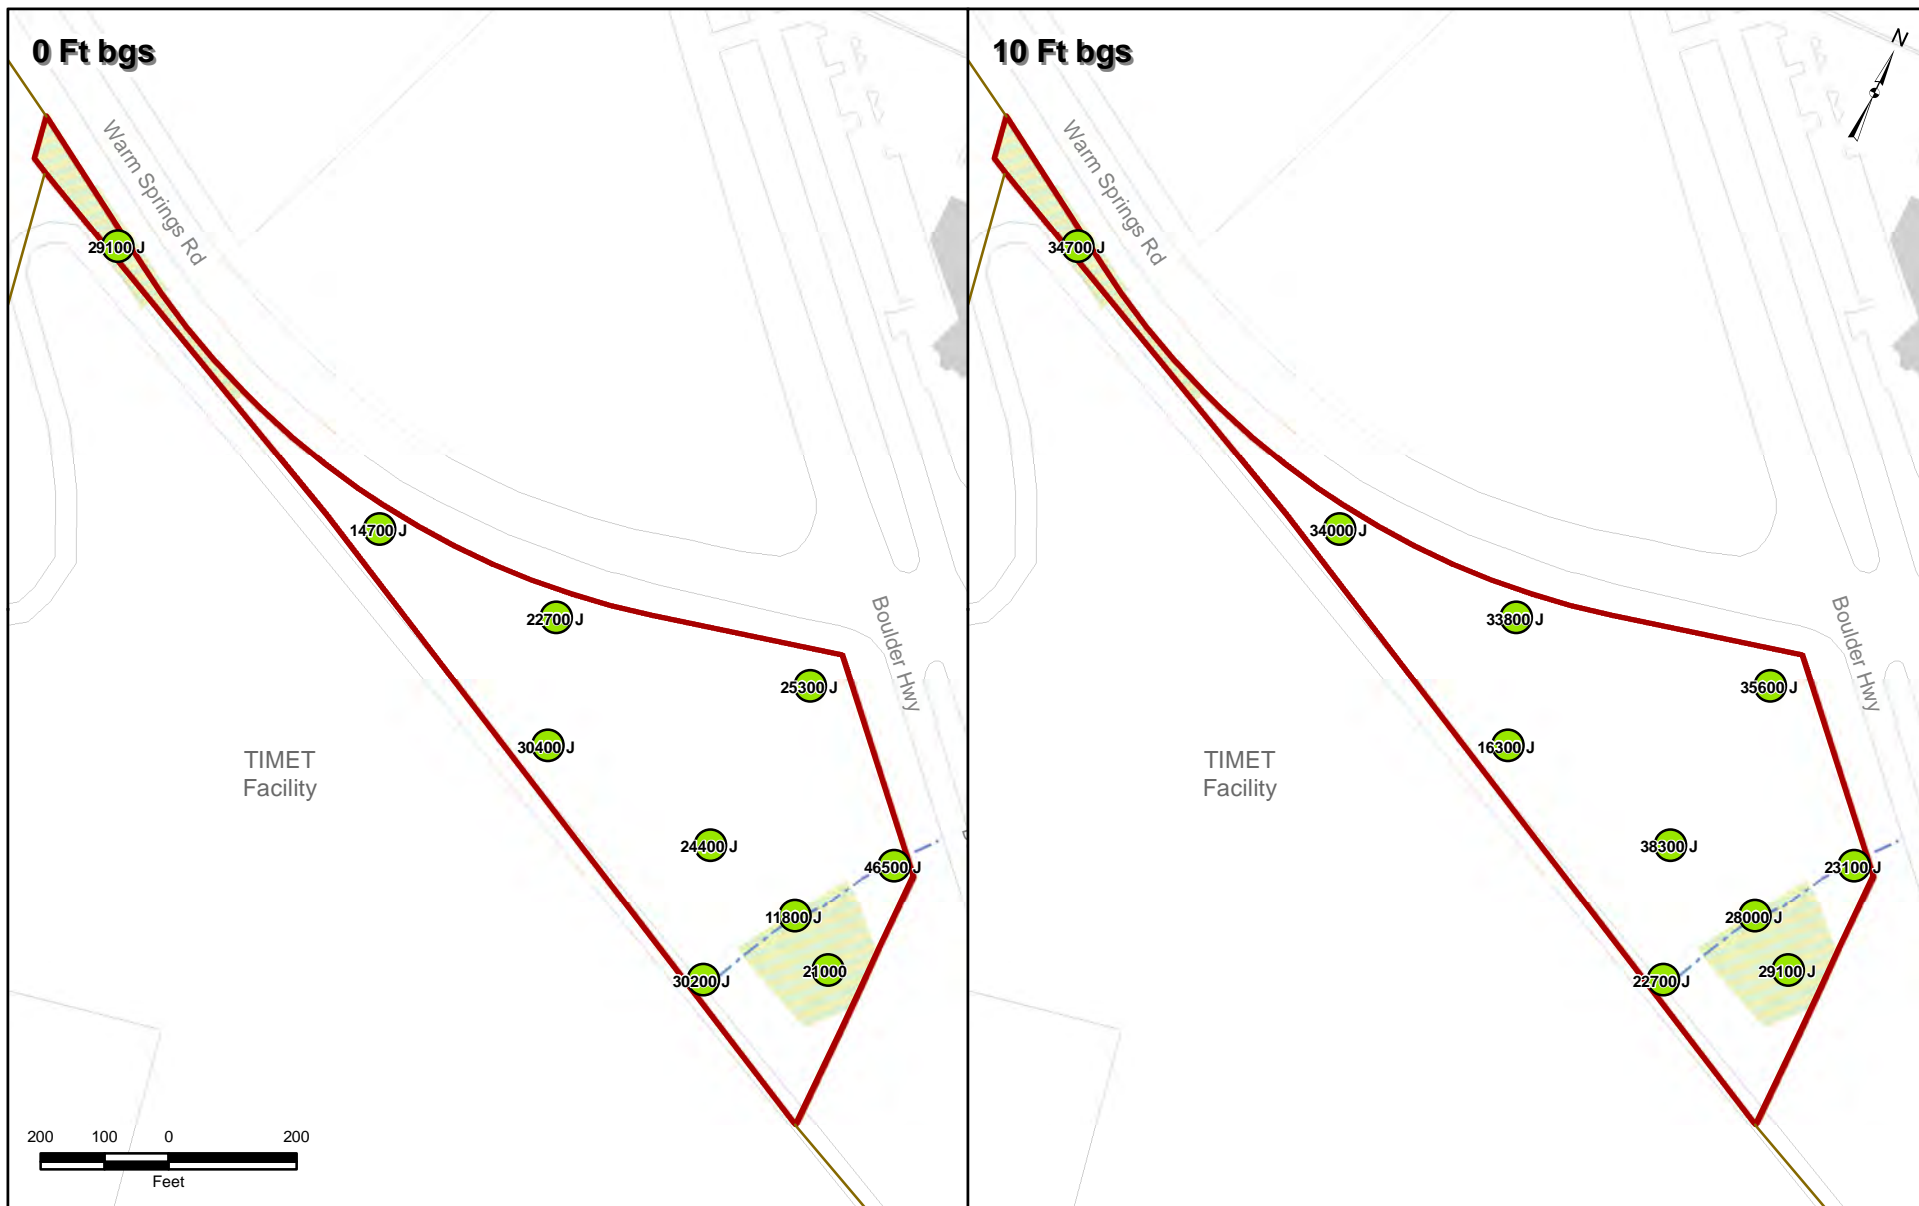 0 Ft bgs
Warm Springs Rd
29100 J
14700 J
22700 J
25300 J
Boulder Hwy
30400 J
TIMET
Facility
24400 J
46500 J
11800 J
21000
30200 J
200 100 0 200
Feet
10 Ft bgs
N
Warm Springs Rd
34700 J
34000 J
33800 J
35600 J
Boulder Hwy
16300 J
TIMET
Facility
38300 J
23100 J
28000 J
29100 J
22700 J